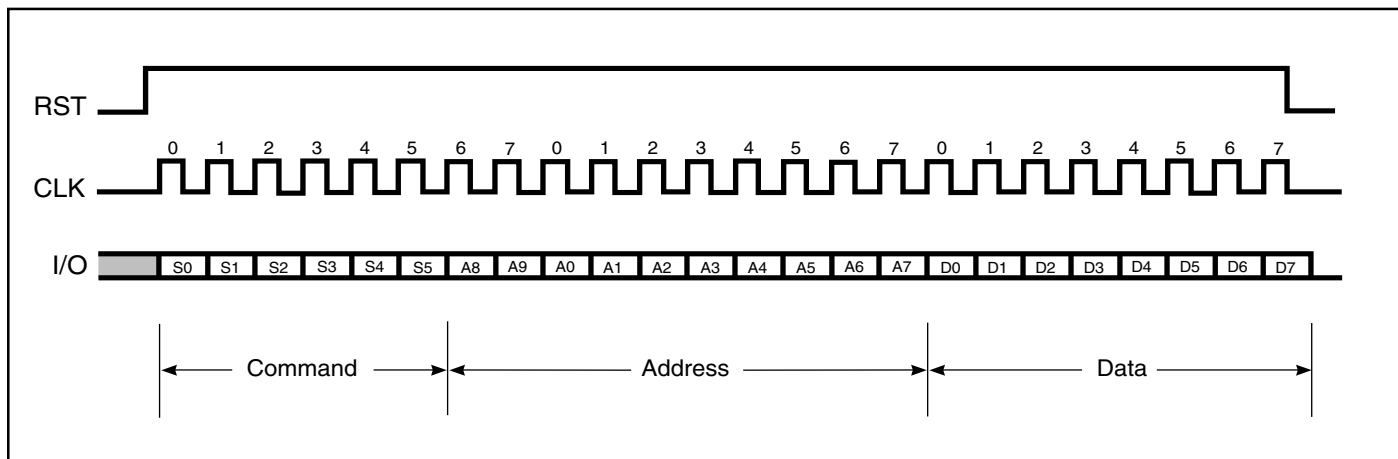 RST
0 1 2 3 4 5 6 7 0 1 2 3 4 5 6 7 0 1 2 3 4 5 6 7
CLK
I/O S0 S1 S2 S3 S4 S5 A8 A9 A0 A1 A2 A3 A4 A5 A6 A7 D0 D1 D2 D3 D4 D5 D6 D7
Command Address Data